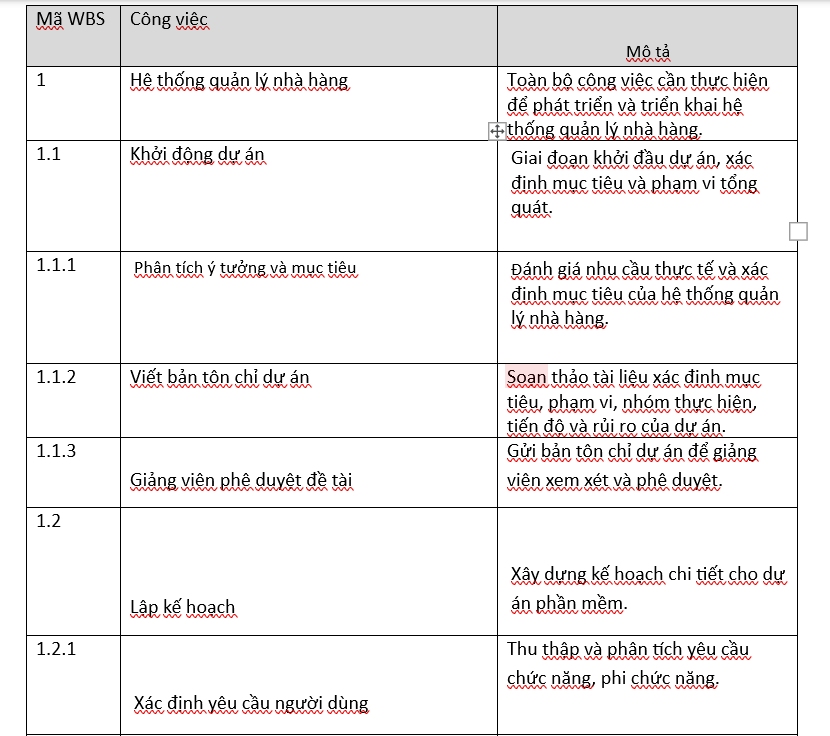 Mã WBS
Công việc
Mô tả
1
Hệ thống quản lý nhà hàng
Toàn bộ công việc cần thực hiện
để phát triển và triển khai hệ
thống quản lý nhà hàng.
1.1
Khởi động dự án
Giai đoạn khởi đầu dự án, xác
định mục tiêu và phạm vi tổng
quát.
1.1.1
Phân tích ý tưởng và mục tiêu
Đánh giá nhu cầu thực tế và xác
định mục tiêu của hệ thống quản
lý nhà hàng.
1.1.2
Viết bản tôn chỉ dự án
Soạn thảo tài liệu xác định mục
tiêu, phạm vi, nhóm thực hiện,
tiến độ và rủi ro của dự án.
1.1.3
Giảng viên phê duyệt đề tài
Gửi bản tôn chỉ dự án để giảng
viên xem xét và phê duyệt.
1.2
Lập kế hoạch
Xây dựng kế hoạch chi tiết cho dự
án phần mềm.
1.2.1
Xác định yêu cầu người dùng
Thu thập và phân tích yêu cầu
chức năng, phi chức năng.